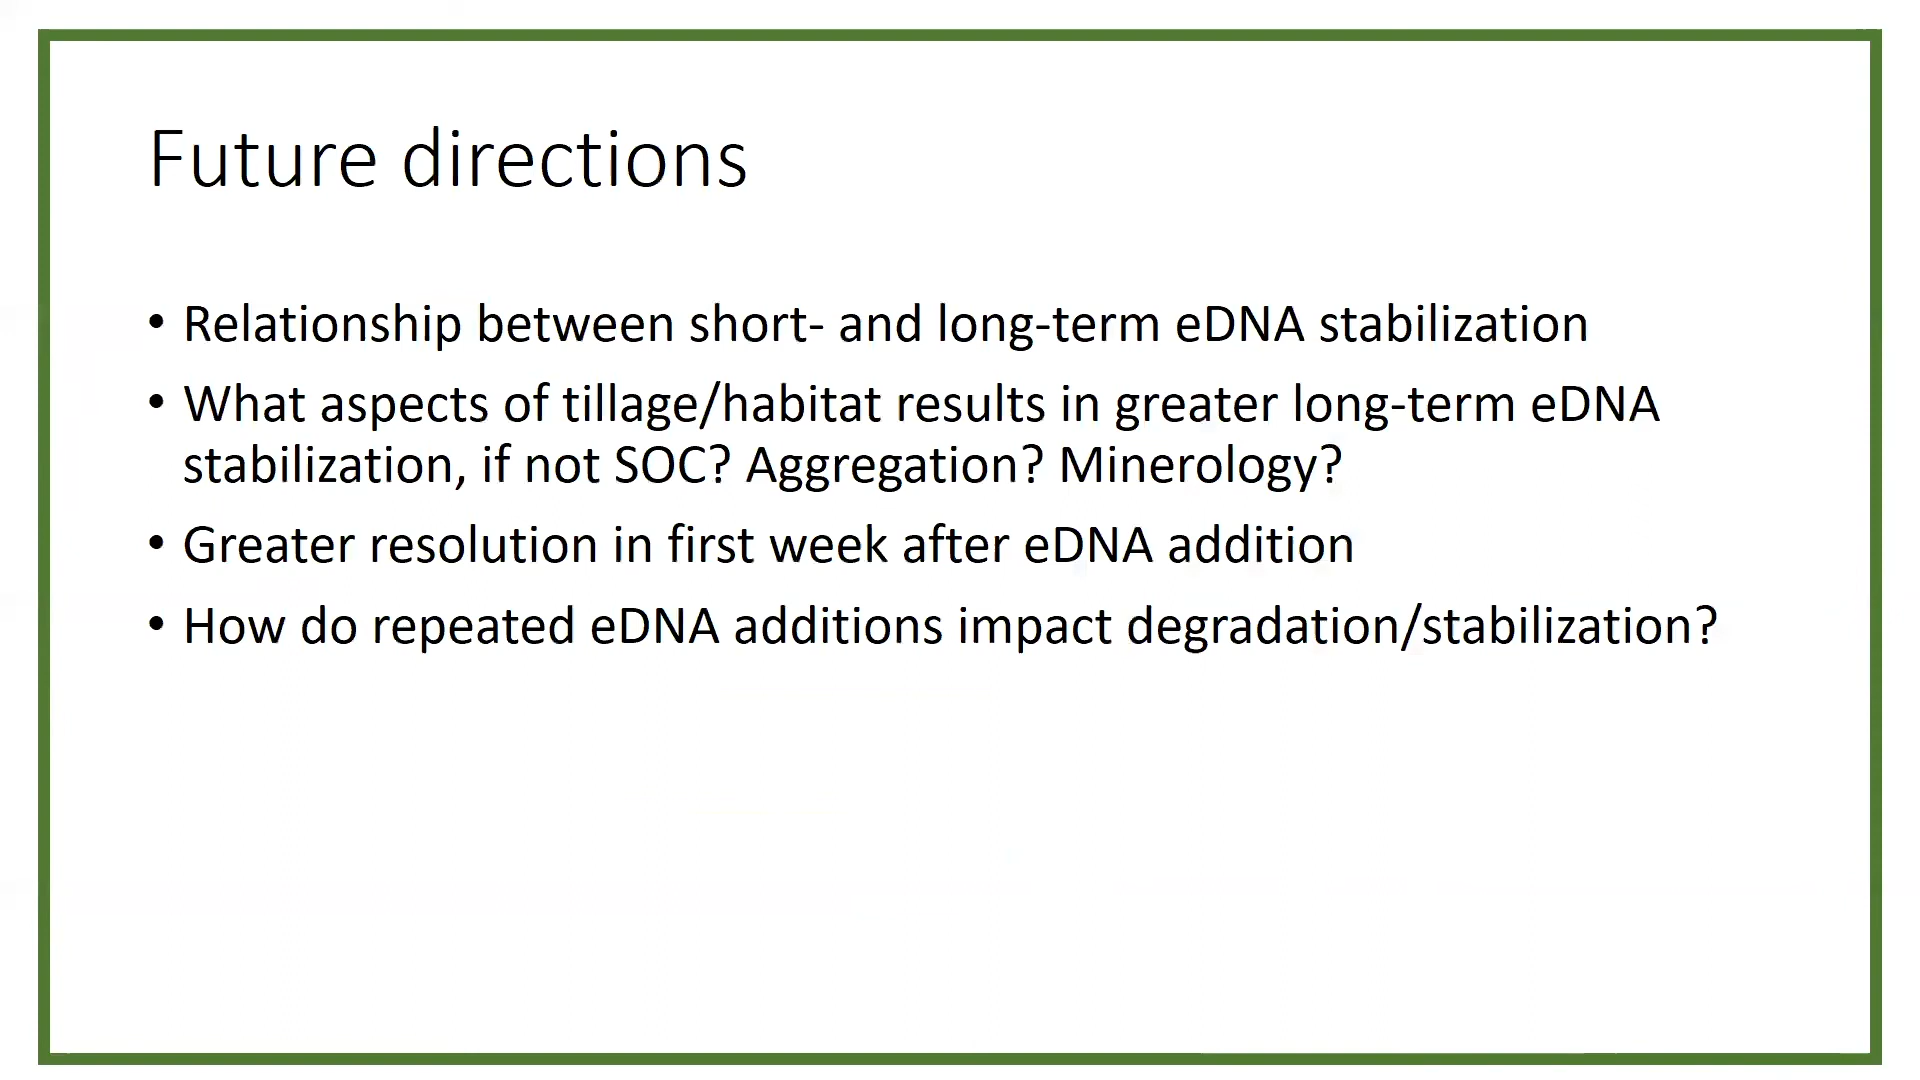 Future directions
• Relationship between short- and long-term eDNA stabilization
• What aspects of tillage/habitat results in greater long-term eDNA
stabilization, if not SOC? Aggregation? Minerology?
• Greater resolution in first week after eDNA addition
• How do repeated eDNA additions impact degradation/stabilization?